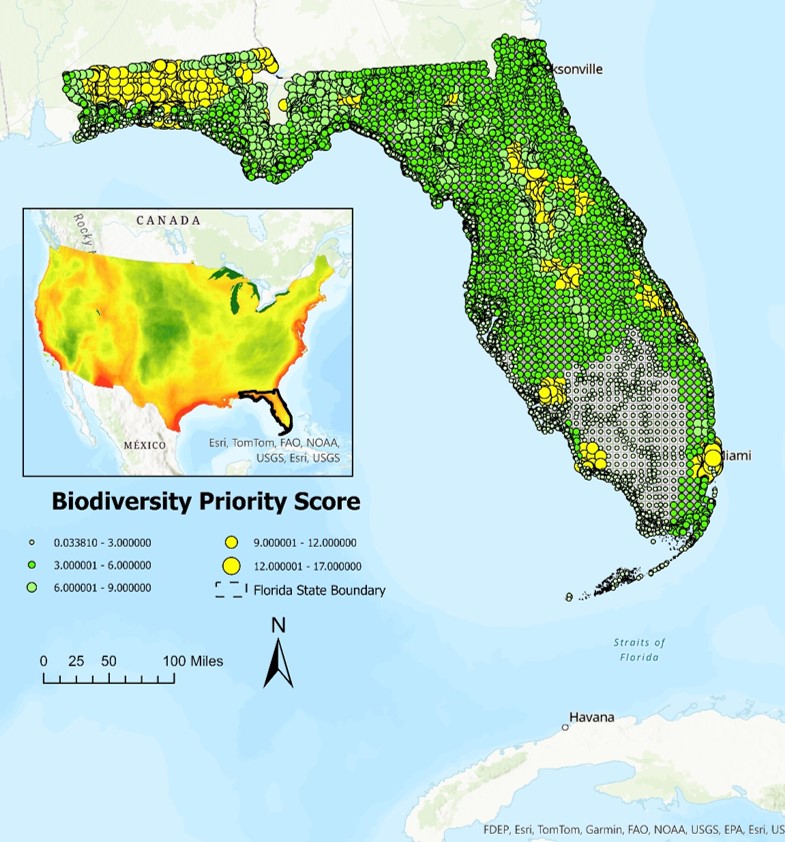 ksonville
CANADA
Rocky M
MÉXICO
Esri, TomTom, FAO, NOAA,
USGS, Esri, USGS
iami
Biodiversity Priority Score
0.033810 - 3.000000
3.000001 - 6.000000
6.000001 - 9.000000
9.000001 - 12.000000
12.000001 - 17.000000
Florida State Boundary
N
0 25 50 100 Miles
Straits of
Florida
Havana
FDEP, Esri, TomTom, Garmin, FAO, NOAA, USGS, EPA, Esri, US